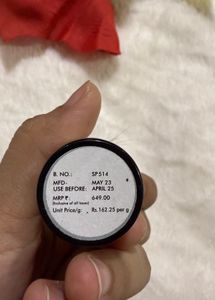 B. NO.: SP514
MFD- MAY 23
USE BEFORE: APRIL 25
MRP ₹: 649.00
(Inclusive of all taxes)
Unit Price/g: Rs.162.25 per g